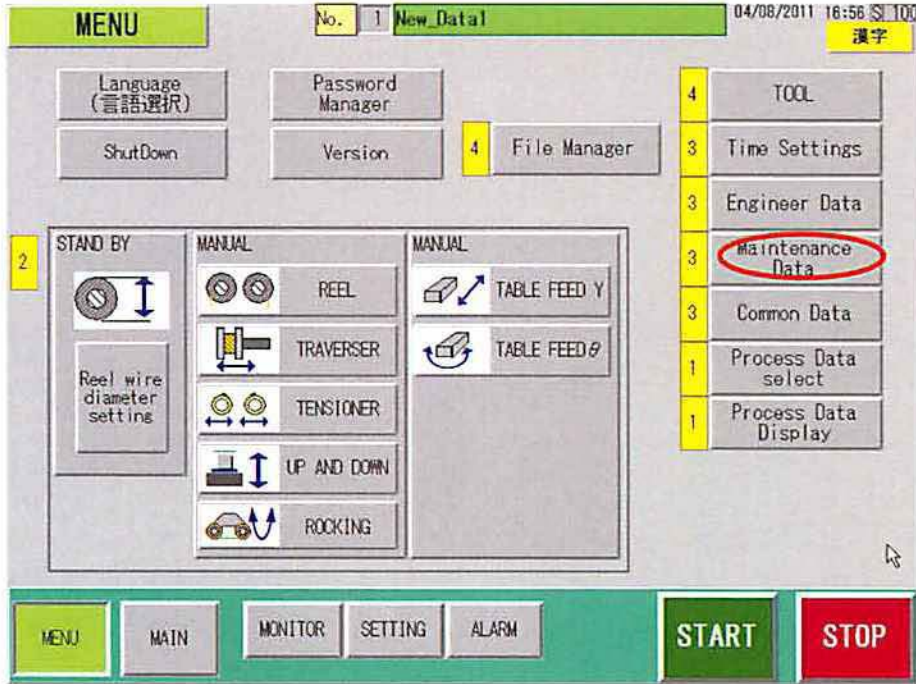 MENU
No. 1 New_Data1
04/08/2011 16:56
漢字
Language
(言語選択)
Password
Manager
4 TOOL
ShutDown
Version
4 File Manager
3 Time Settings
3 Engineer Data
3 Maintenance
Data
3 Common Data
1 Process Data
select
1 Process Data
Display
2
STAND BY
Reel wire
diameter
setting
MANUAL
REEL
TRAVERSER
TENSIONER
UP AND DOWN
ROCKING
MANUAL
TABLE FEED Y
TABLE FEED θ
MENU
MAIN
MONITOR
SETTING
ALARM
START
STOP